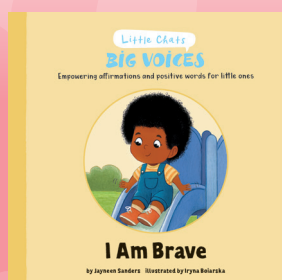 Little Chats
BIG VOICES
Empowering affirmations and positive words for little ones
I Am Brave
by Jayneen Sanders illustrated by Iryna Boiarska